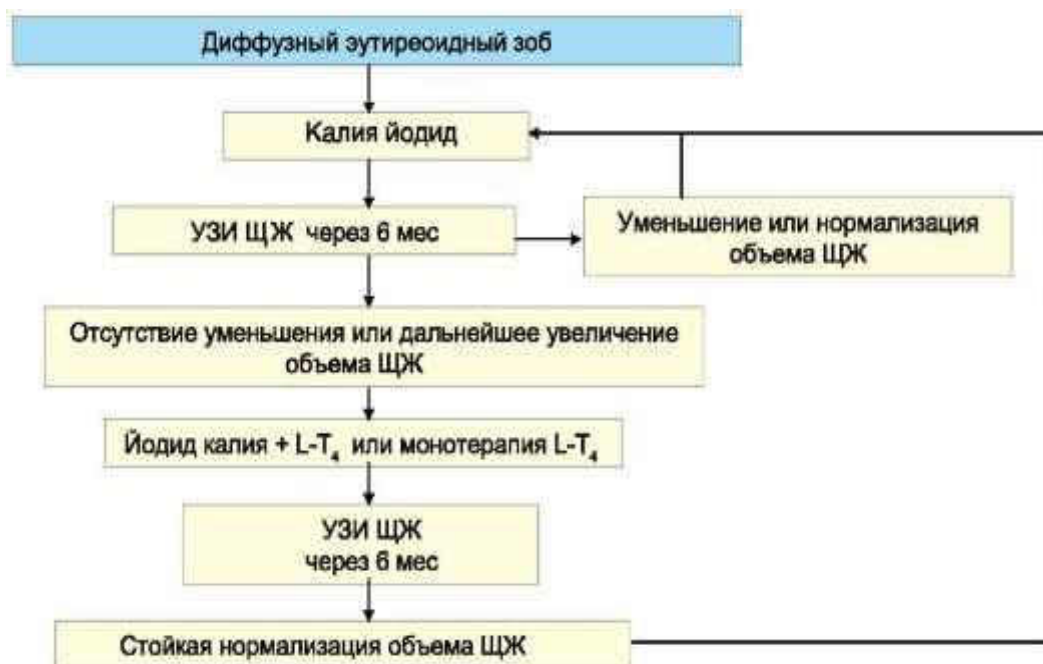 Диффузный эутиреоидный зоб
Калия йодид
УЗИ ЩЖ через 6 мес
Уменьшение или нормализация
объема ЩЖ
Отсутствие уменьшения или дальнейшее увеличение
объема ЩЖ
Йодид калия + L-T₄ или монотерапия L-T₄
УЗИ ЩЖ
через 6 мес
Стойкая нормализация объема ЩЖ